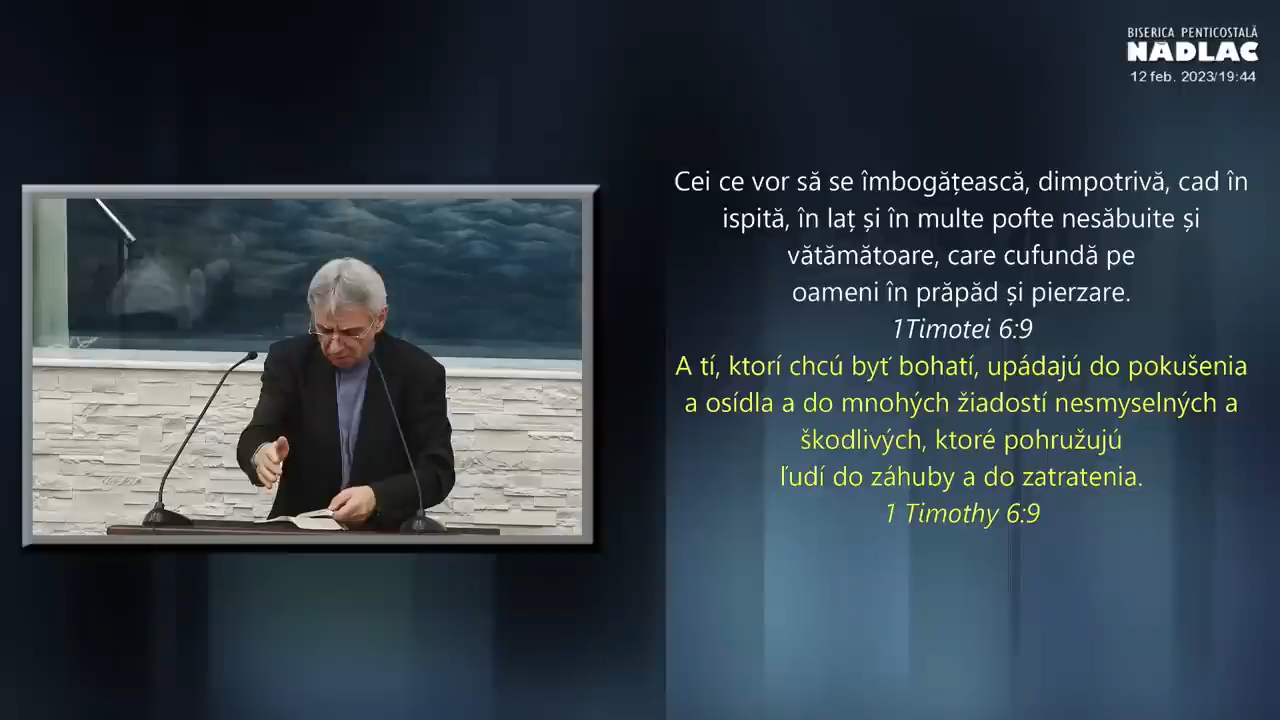 BISERICA PENTICOSTALĂ
NĂDLAC
12 feb. 2023/19:44
Cei ce vor să se îmbogățească, dimpotrivă, cad în
ispită, în laț și în multe pofte nesăbuite și
vătămătoare, care cufundă pe
oameni în prăpăd și pierzare.
1Timotei 6:9
A tí, ktorí chcú byť bohatí, upádajú do pokušenia
a osídla a do mnohých žiadostí nesmyselných a
škodlivých, ktoré pohružujú
ľudí do záhuby a do zatratenia.
1 Timothy 6:9